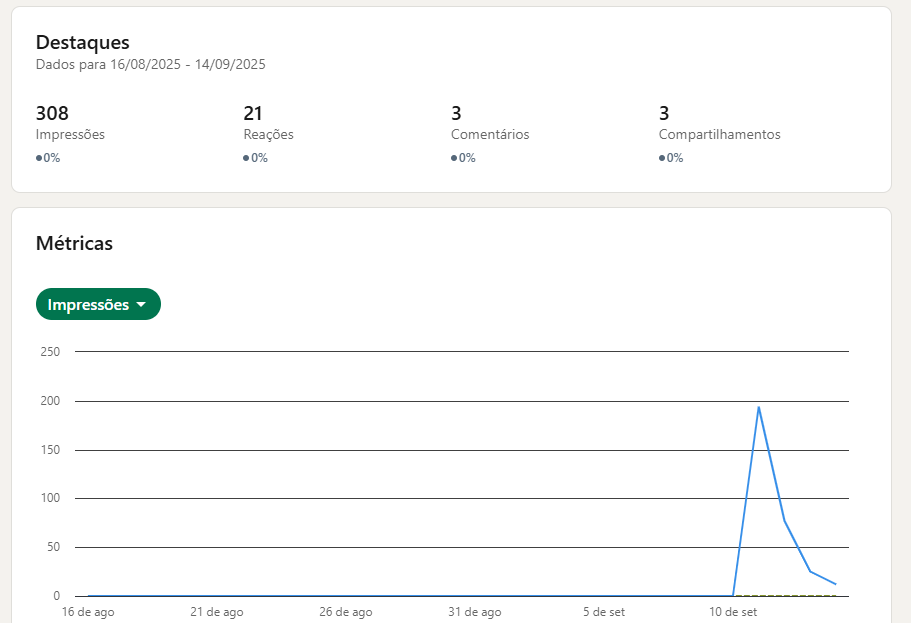 Destaques
Dados para 16/08/2025 - 14/09/2025
308 21 3 3
Impressões Reações Comentários Compartilhamentos
0% 0% 0% 0%
Métricas
Impressões
250
200
150
100
50
0
16 de ago 21 de ago 26 de ago 31 de ago 5 de set 10 de set